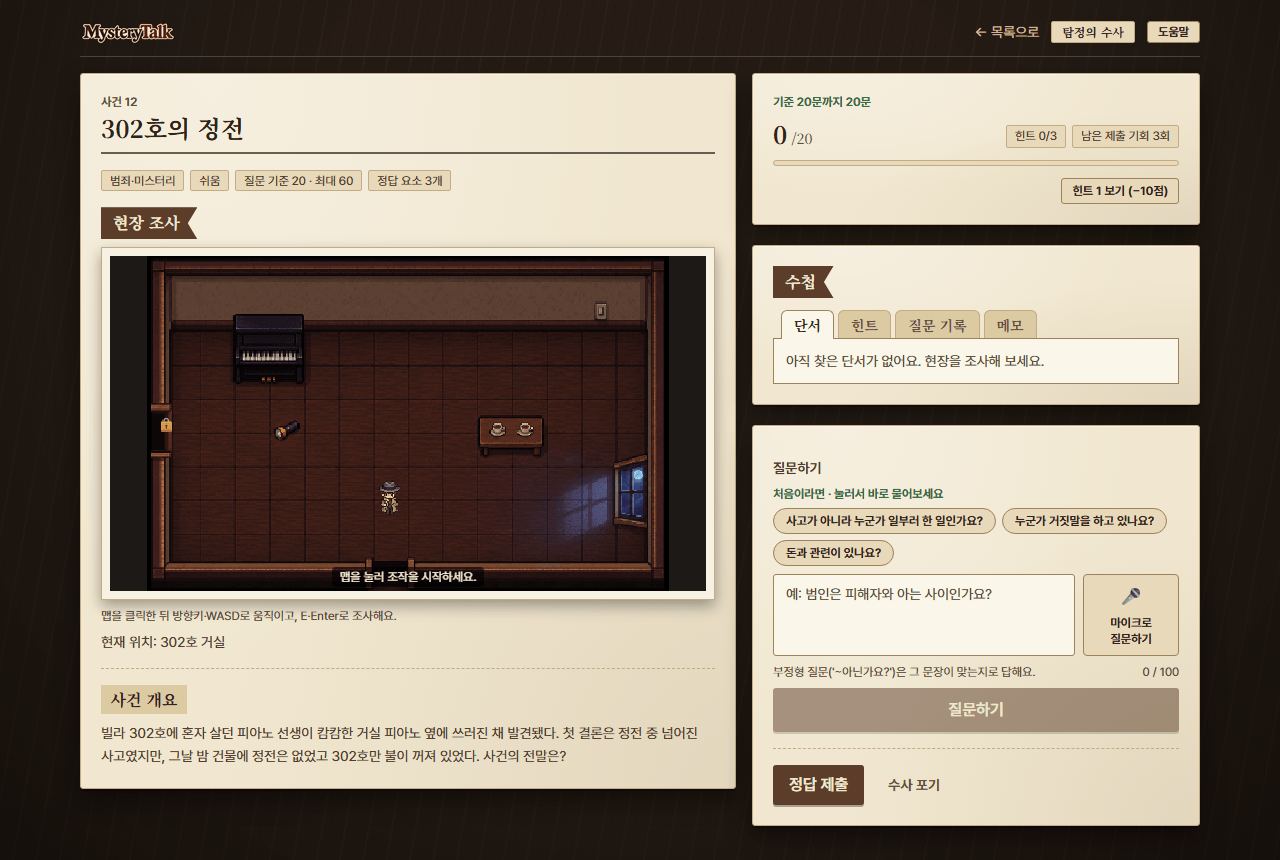 MysteryTalk
← 목록으로
탐정의 수사
도움말
사건 12
302호의 정전
범죄·미스터리
쉬움
질문 기준 20 · 최대 60
정답 요소 3개
현장 조사
맵을 눌러 조작을 시작하세요.
맵을 클릭한 뒤 방향키·WASD로 움직이고, E·Enter로 조사해요.
현재 위치: 302호 거실
사건 개요
빌라 302호에 혼자 살던 피아노 선생이 캄캄한 거실 피아노 옆에 쓰러진 채 발견됐다. 첫 결론은 정전 중 넘어진
사고였지만, 그날 밤 건물에 정전은 없었고 302호만 불이 꺼져 있었다. 사건의 전말은?
기준 20문까지 20문
0 /20
힌트 0/3
남은 제출 기회 3회
힌트 1 보기 (−10점)
수첩
단서
힌트
질문 기록
메모
아직 찾은 단서가 없어요. 현장을 조사해 보세요.
질문하기
처음이라면 · 눌러서 바로 물어보세요
사고가 아니라 누군가 일부러 한 일인가요?
누군가 거짓말을 하고 있나요?
돈과 관련이 있나요?
예: 범인은 피해자와 아는 사이인가요?
마이크로
질문하기
부정형 질문('~아닌가요?')은 그 문장이 맞는지로 답해요.
0 / 100
질문하기
정답 제출
수사 포기